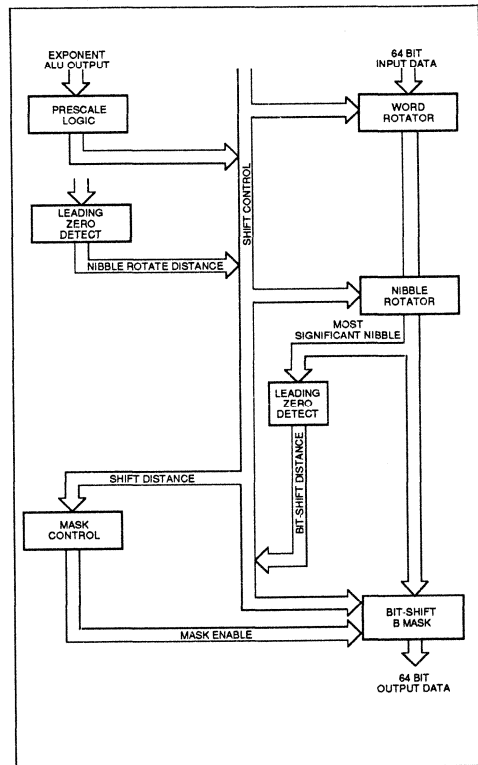 EXPONENT
ALU OUTPUT
64 BIT
INPUT DATA
PRESCALE
LOGIC
WORD
ROTATOR
SHIFT CONTROL
LEADING
ZERO
DETECT
NIBBLE ROTATE DISTANCE
NIBBLE
ROTATOR
MOST
SIGNIFICANT NIBBLE
LEADING
ZERO
DETECT
BIT-SHIFT DISTANCE
SHIFT DISTANCE
MASK
CONTROL
BIT-SHIFT
B MASK
MASK ENABLE
64 BIT
OUTPUT DATA